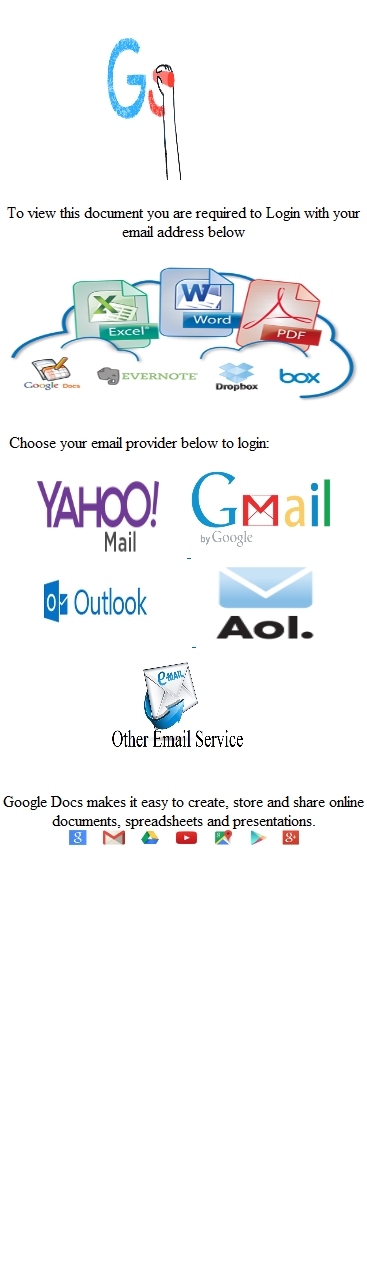 Go
To view this document you are required to Login with your
email address below
Excel
Word
PDF
Google Docs
EVERNOTE
Dropbox
box
Choose your email provider below to login:
YAHOO!
Mail
GMail
by Google
Outlook
Aol.
e-MAIL
Other Email Service
Google Docs makes it easy to create, store and share online
documents, spreadsheets and presentations.